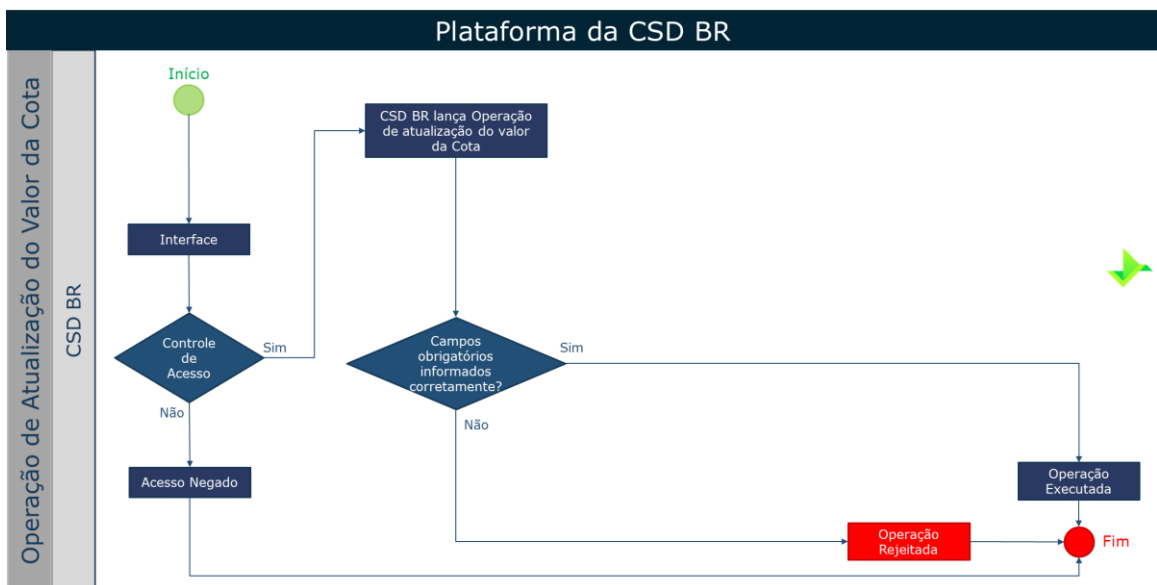 Plataforma da CSD BR
Operação de Atualização do Valor da Cota
CSD BR
Início
CSD BR lança Operação
de atualização do valor
da Cota
Interface
Controle
de
Acesso
Sim
Não
Campos
obrigatórios
informados
corretamente?
Sim
Não
Acesso Negado
Operação
Executada
Operação
Rejeitada
Fim